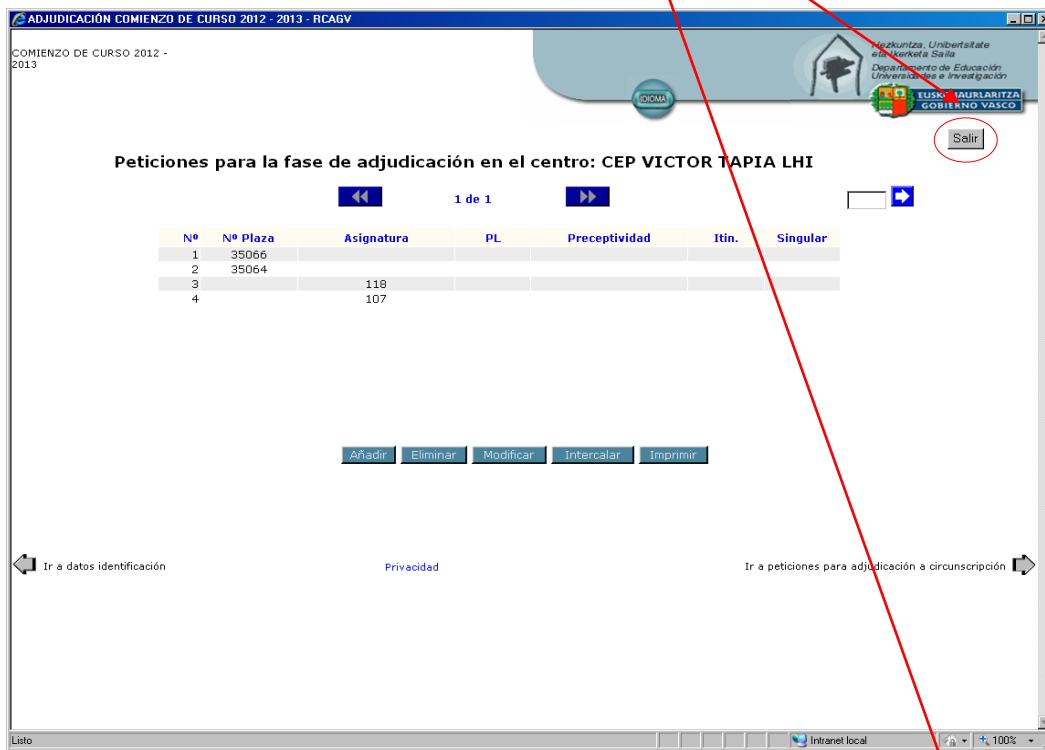 ADJUDICACIÓN COMIENZO DE CURSO 2012 - 2013 - RCAGV
COMIENZO DE CURSO 2012 -
2013
Hezkuntza, Unibertsitate
eta Ikerketa Saila
Departamento de Educación
Universidades e Investigación
IDIOMA
EUSKO JAURLARITZA
GOBIERNO VASCO
Salir
Peticiones para la fase de adjudicación en el centro: CEP VICTOR TAPIA LHI
1 de 1
Nº Nº Plaza Asignatura PL Preceptividad Itin. Singular
1 35066
2 35064
3 118
4 107
Añadir Eliminar Modificar Intercalar Imprimir
Ir a datos identificación Privacidad Ir a peticiones para adjudicación a circunscripción
Listo Intranet local 100%